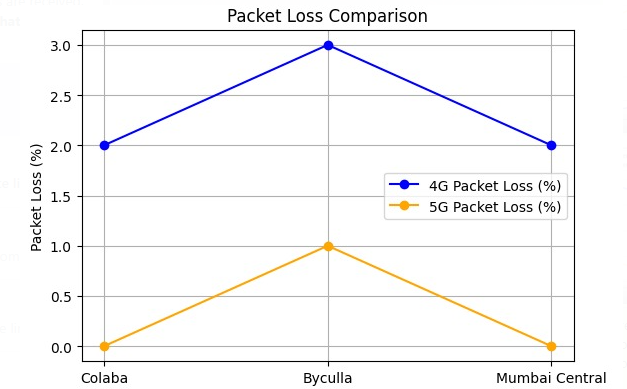 Packet Loss Comparison
Packet Loss (%)
3.0
2.5
2.0
1.5
1.0
0.5
0.0
4G Packet Loss (%)
5G Packet Loss (%)
Colaba
Byculla
Mumbai Central